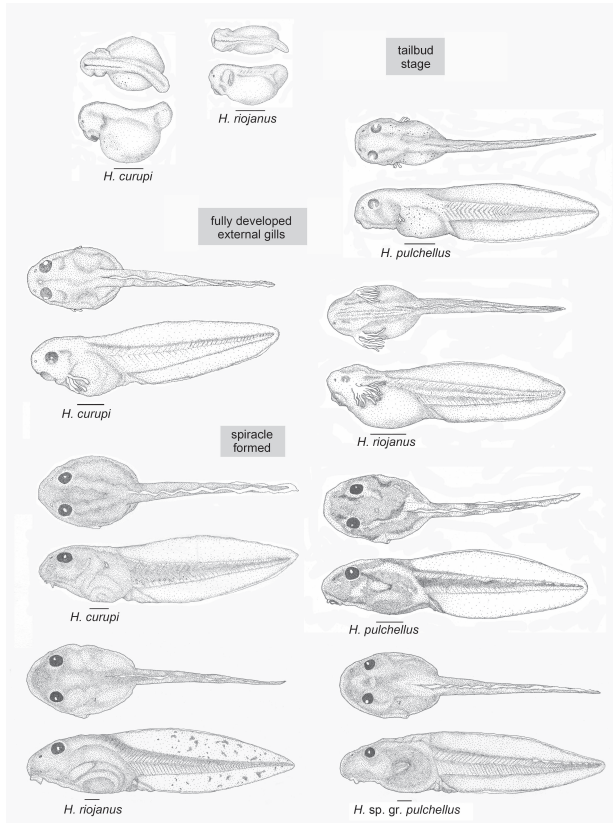 tailbud
stage
H. riojanus
H. curupi
H. pulchellus
fully developed
external gills
H. curupi
H. riojanus
spiracle
formed
H. curupi
H. pulchellus
H. riojanus
H. sp. gr. pulchellus